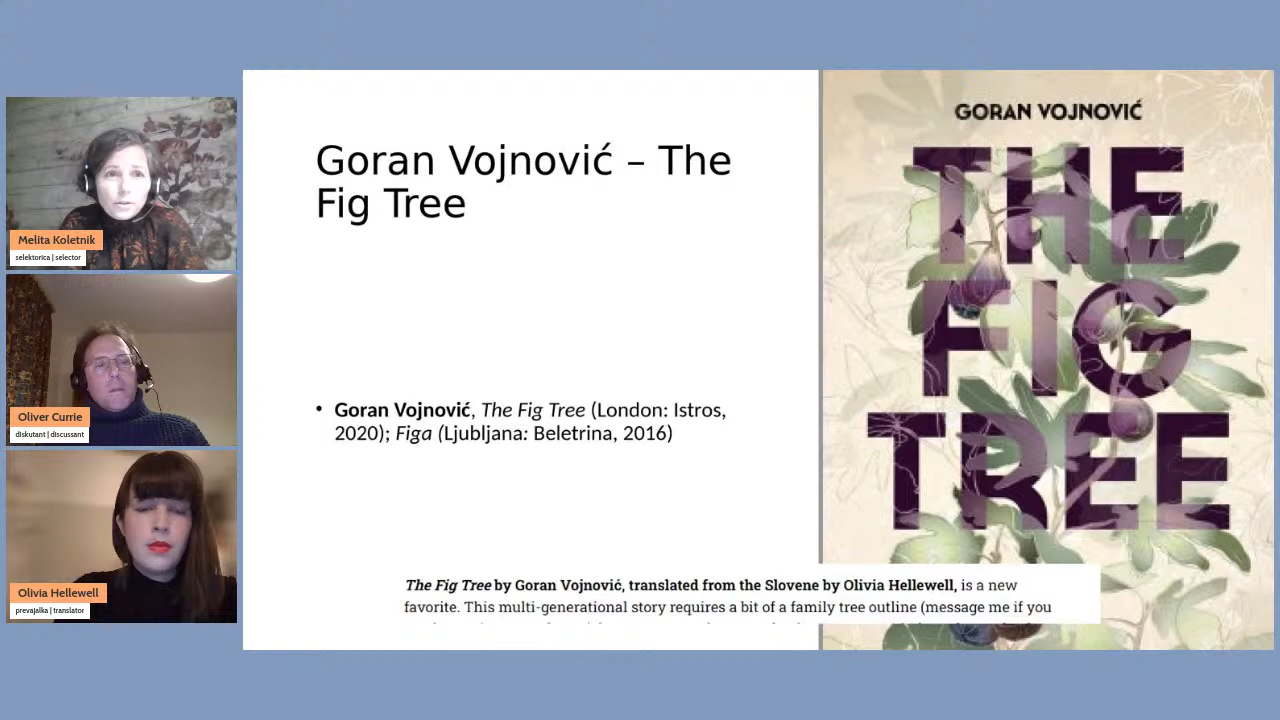 Melita Koletnik
selektorica | selector
Oliver Currie
diskutant | discussant
Olivia Hellewell
prevajalka | translator
Goran Vojnović – The
Fig Tree
• Goran Vojnović, The Fig Tree (London: Istros,
2020); Figa (Ljubljana: Beletrina, 2016)
The Fig Tree by Goran Vojnović, translated from the Slovene by Olivia Hellewell, is a new
favorite. This multi-generational story requires a bit of a family tree outline (message me if you
GORAN VOJNOVIĆ
THE
FIG
TREE